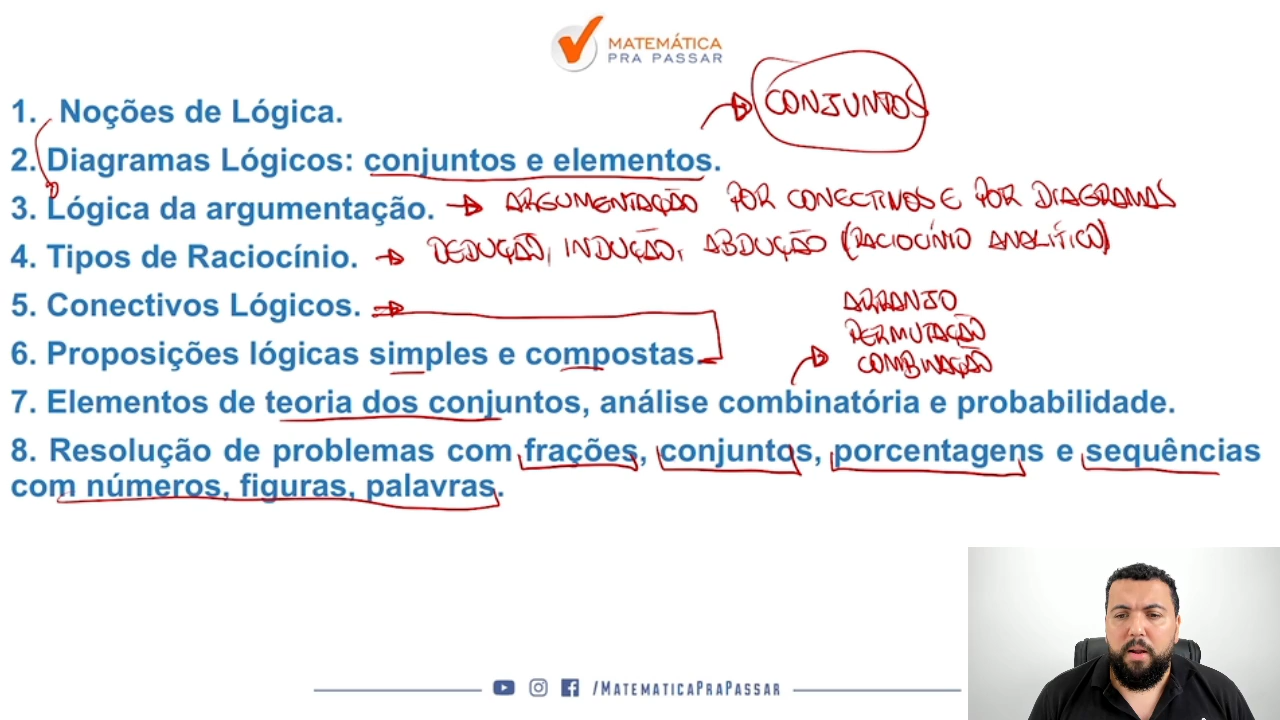 MATEMÁTICA
PRA PASSAR
CONJUNTOS
1. Noções de Lógica.
2. Diagramas Lógicos: conjuntos e elementos.
3. Lógica da argumentação. ARGUMENTAÇÃO POR CONECTIVOS E POR DIAGRAMAS
4. Tipos de Raciocínio. DEDUÇÃO, INDUÇÃO, ABDUÇÃO (RACIOCÍNIO ANALÍTICO)
5. Conectivos Lógicos.
ARRANJO
PERMUTAÇÃO
COMBINAÇÃO
6. Proposições lógicas simples e compostas.
7. Elementos de teoria dos conjuntos, análise combinatória e probabilidade.
8. Resolução de problemas com frações, conjuntos, porcentagens e sequências
com números, figuras, palavras.
/MATEMATICAPRAPASSAR